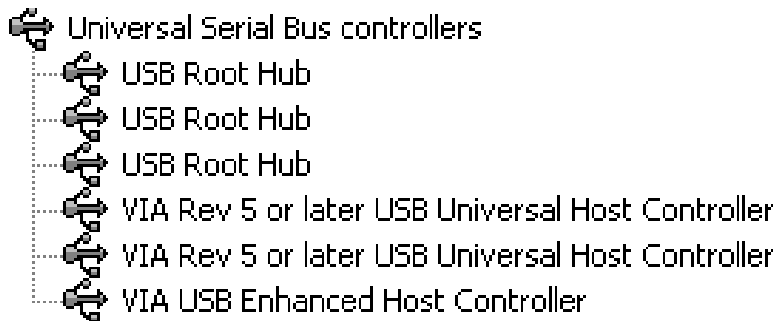 Universal Serial Bus controllers
USB Root Hub
USB Root Hub
USB Root Hub
VIA Rev 5 or later USB Universal Host Controller
VIA Rev 5 or later USB Universal Host Controller
VIA USB Enhanced Host Controller